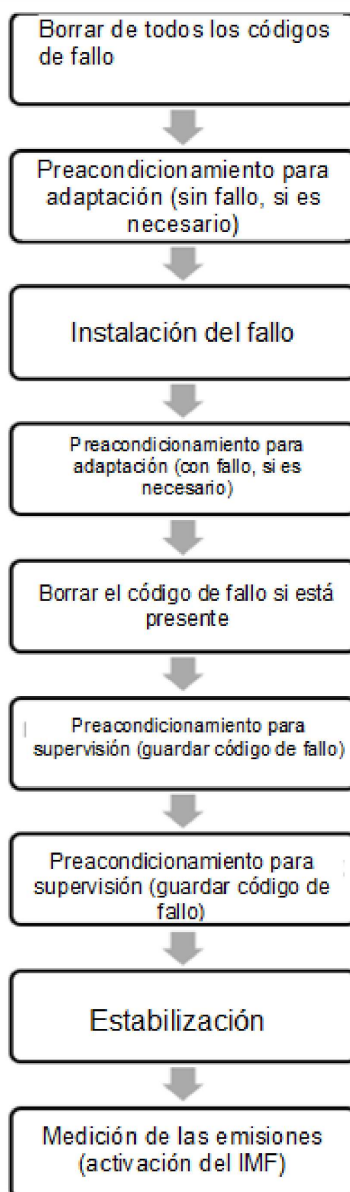 Borrar de todos los códigos
de fallo
Preacondicionamiento para
adaptación (sin fallo, si es
necesario)
Instalación del fallo
Preacondicionamiento para
adaptación (con fallo, si es
necesario)
Borrar el código de fallo si está
presente
Preacondicionamiento para
supervisión (guardar código de fallo)
Preacondicionamiento para
supervisión (guardar código de
fallo)
Estabilización
Medición de las emisiones
(activación del IMF)